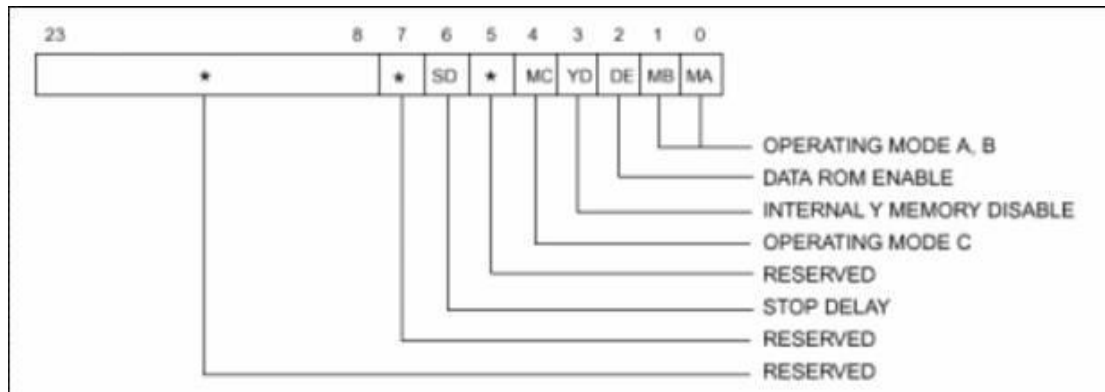 23 8 7 6 5 4 3 2 1 0
* * SD * MC YD DE MB MA
OPERATING MODE A, B
DATA ROM ENABLE
INTERNAL Y MEMORY DISABLE
OPERATING MODE C
RESERVED
STOP DELAY
RESERVED
RESERVED